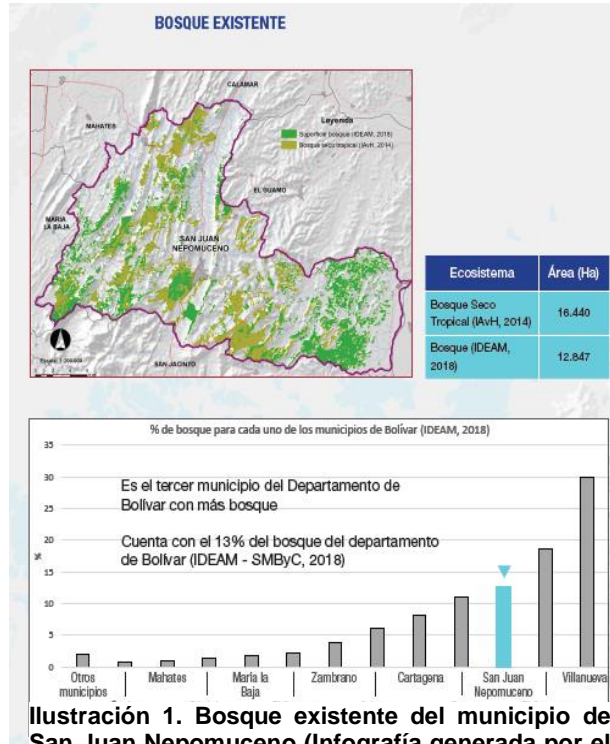 BOSQUE EXISTENTE
CALAMAR
MAHATES
Leyenda
Superficie bosque (IDEAM, 2018)
Bosque seco tropical (IAvH, 2014)
EL GUAMO
MARIA
LA BAJA
SAN JUAN
NEPOMUCENO
SAN JACINTO
Ecosistema
Área (Ha)
Bosque Seco
Tropical (IAvH, 2014)
16.440
Bosque (IDEAM,
2018)
12.847
% de bosque para cada uno de los municipios de Bolívar (IDEAM, 2018)
35
30
25
20
15
10
5
0
%
Es el tercer municipio del Departamento de
Bolívar con más bosque
Cuenta con el 13% del bosque del departamento
de Bolívar (IDEAM - SMByC, 2018)
Otros
municipios
Mahates
María la
Baja
Zambrano
Cartagena
San Juan
Nepomuceno
Villanueva
Ilustración 1. Bosque existente del municipio de
San Juan Nepomuceno (Infografía generada por el